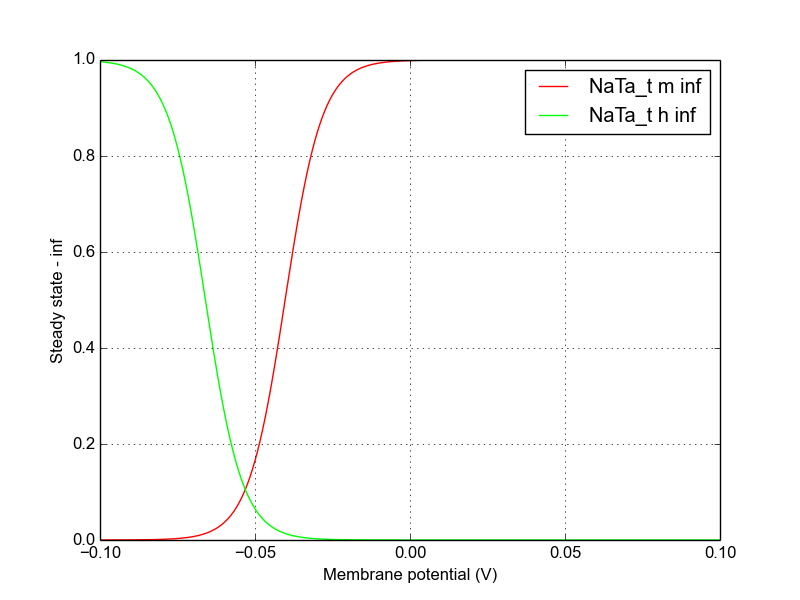 1.0
0.8
0.6
0.4
0.2
0.0
Steady state - inf
NaTa_t m inf
NaTa_t h inf
−0.10 −0.05 0.00 0.05 0.10
Membrane potential (V)